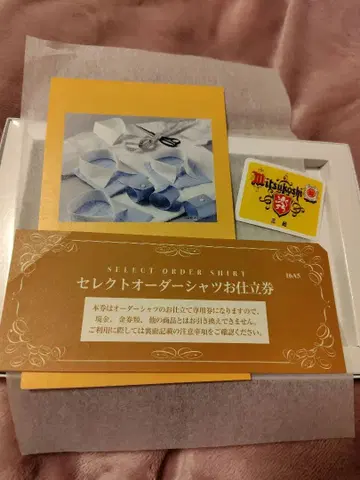 Mitsukoshi
三越
SELECT ORDER SHIRT
16A5
セレクトオーダーシャツお仕立券
本券はオーダーシャツのお仕立て専用券になりますので、
現金、金券類、他の商品とはお引き換えできません。
ご利用に際しては裏面記載の注意事項をご確認ください。